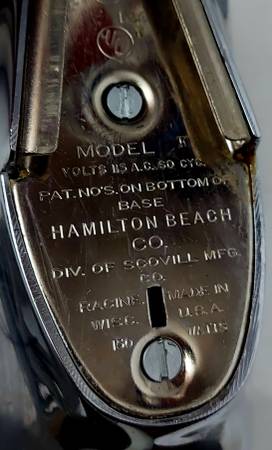 UL
MODEL
VOLTS 115 A.C. 60 CYC.
PAT. NO'S. ON BOTTOM OF
BASE
HAMILTON BEACH
CO.
DIV. OF SCOVILL MFG.
CO.
RACINE MADE IN
WISC. U.S.A.
150 WATTS